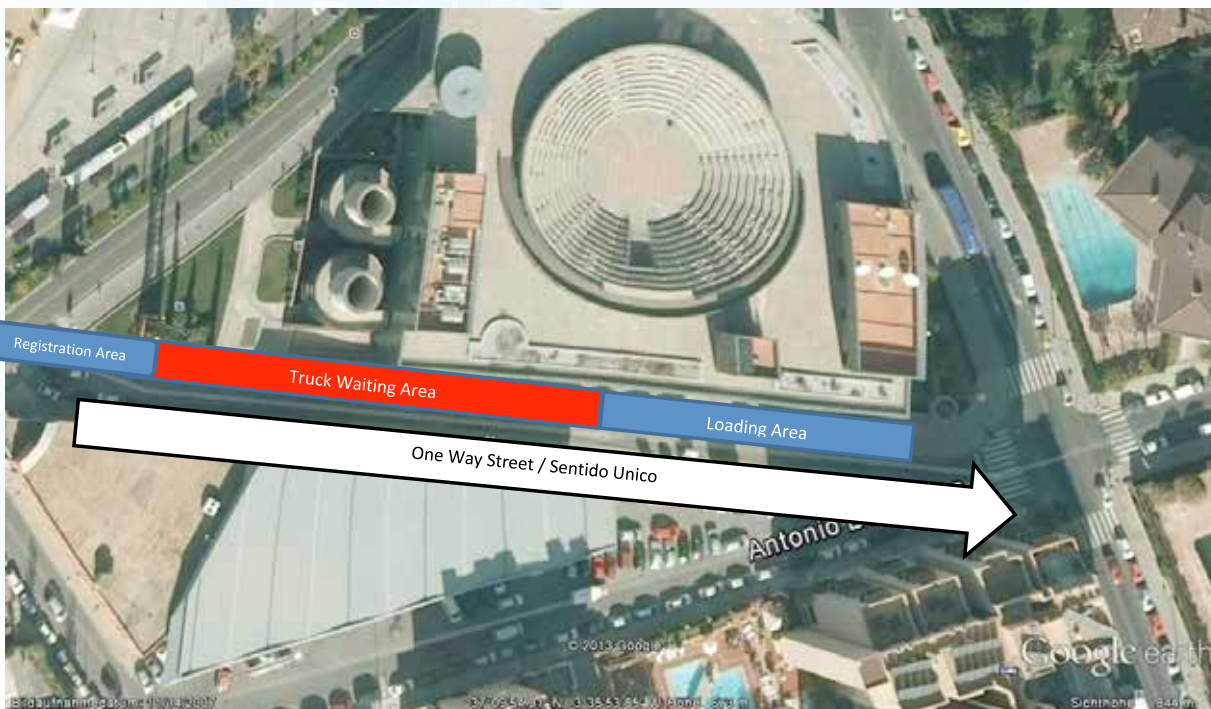 Registration Area
Truck Waiting Area
Loading Area
One Way Street / Sentido Unico
Antonio
© 2013 Google
Google earth